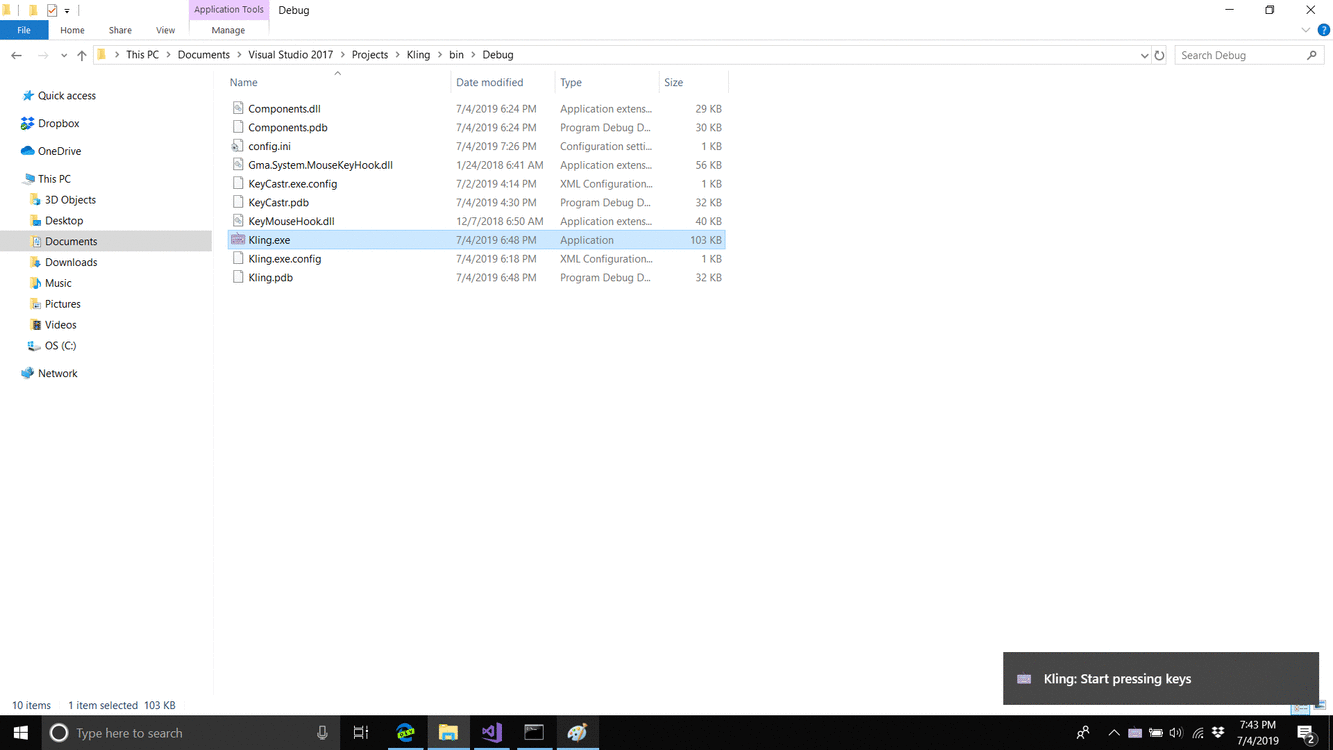 Application Tools Debug
File Home Share View Manage
This PC Documents Visual Studio 2017 Projects Kling bin Debug Search Debug
Name Date modified Type Size
Quick access
Dropbox
OneDrive
This PC
3D Objects
Desktop
Documents
Downloads
Music
Pictures
Videos
OS (C:)
Network
Components.dll 7/4/2019 6:24 PM Application extens... 29 KB
Components.pdb 7/4/2019 6:24 PM Program Debug D... 30 KB
config.ini 7/4/2019 7:26 PM Configuration setti... 1 KB
Gma.System.MouseKeyHook.dll 1/24/2018 6:41 AM Application extens... 56 KB
KeyCastr.exe.config 7/2/2019 4:14 PM XML Configuration... 1 KB
KeyCastr.pdb 7/4/2019 4:30 PM Program Debug D... 32 KB
KeyMouseHook.dll 12/7/2018 6:50 AM Application extens... 40 KB
Kling.exe 7/4/2019 6:48 PM Application 103 KB
Kling.exe.config 7/4/2019 6:18 PM XML Configuration... 1 KB
Kling.pdb 7/4/2019 6:48 PM Program Debug D... 32 KB
Kling: Start pressing keys
10 items 1 item selected 103 KB
Type here to search
DEV
7:43 PM
7/4/2019
2